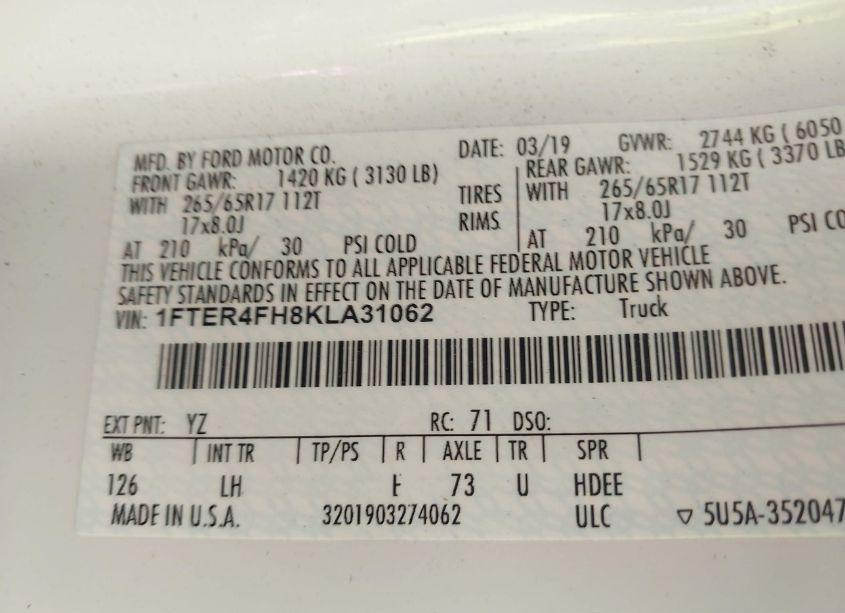 MFD. BY FORD MOTOR CO. DATE: 03/19 GVWR: 2744 KG ( 6050
FRONT GAWR: 1420 KG ( 3130 LB) REAR GAWR: 1529 KG ( 3370 LB
WITH 265/65R17 112T TIRES WITH 265/65R17 112T
17x8.0J RIMS 17x8.0J
AT 210 kPa/ 30 PSI COLD AT 210 kPa/ 30 PSI CO
THIS VEHICLE CONFORMS TO ALL APPLICABLE FEDERAL MOTOR VEHICLE
SAFETY STANDARDS IN EFFECT ON THE DATE OF MANUFACTURE SHOWN ABOVE.
VIN: 1FTER4FH8KLA31062 TYPE: Truck
EXT PNT: YZ RC: 71 DSO:
WB INT TR TP/PS R AXLE TR SPR
126 LH 73 U HDEE
MADE IN U.S.A. 3201903274062 ULC 5U5A-352047